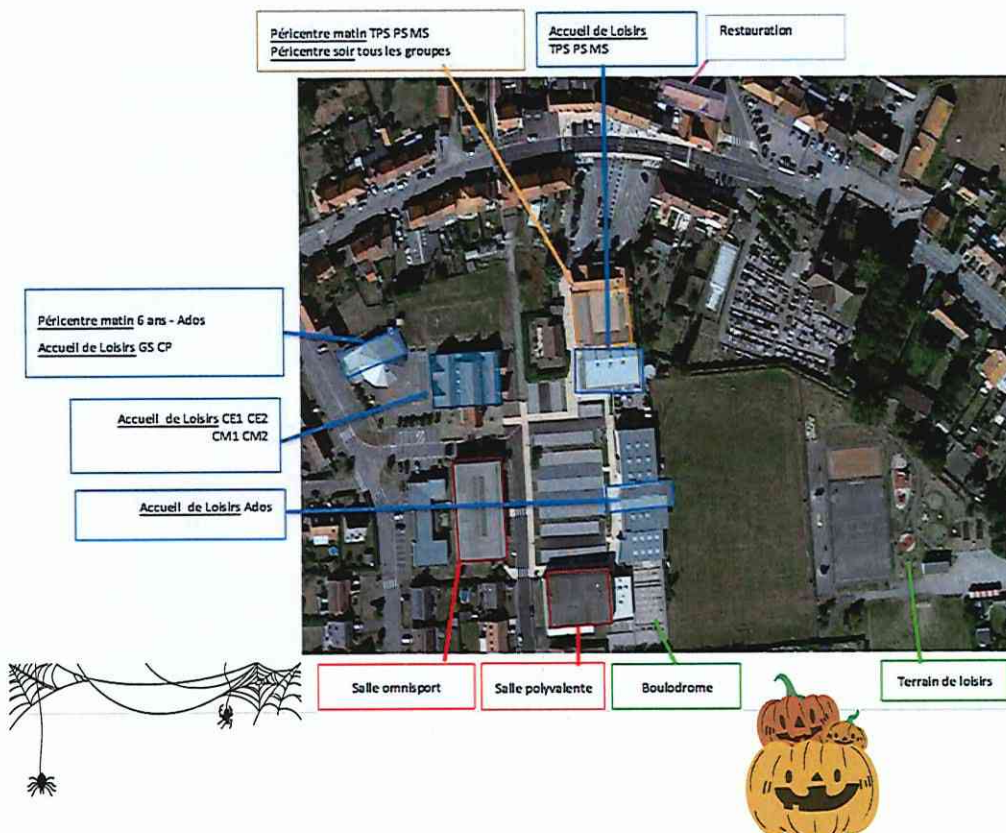 Péricentre matin TPS PS MS
Péricentre soir tous les groupes
Accueil de Loisirs
TPS PS MS
Restauration
Péricentre matin 6 ans - Ados
Accueil de Loisirs GS CP
Accueil de Loisirs CE1 CE2
CM1 CM2
Accueil de Loisirs Ados
Salle omnisport
Salle polyvalente
Boulodrome
Terrain de loisirs